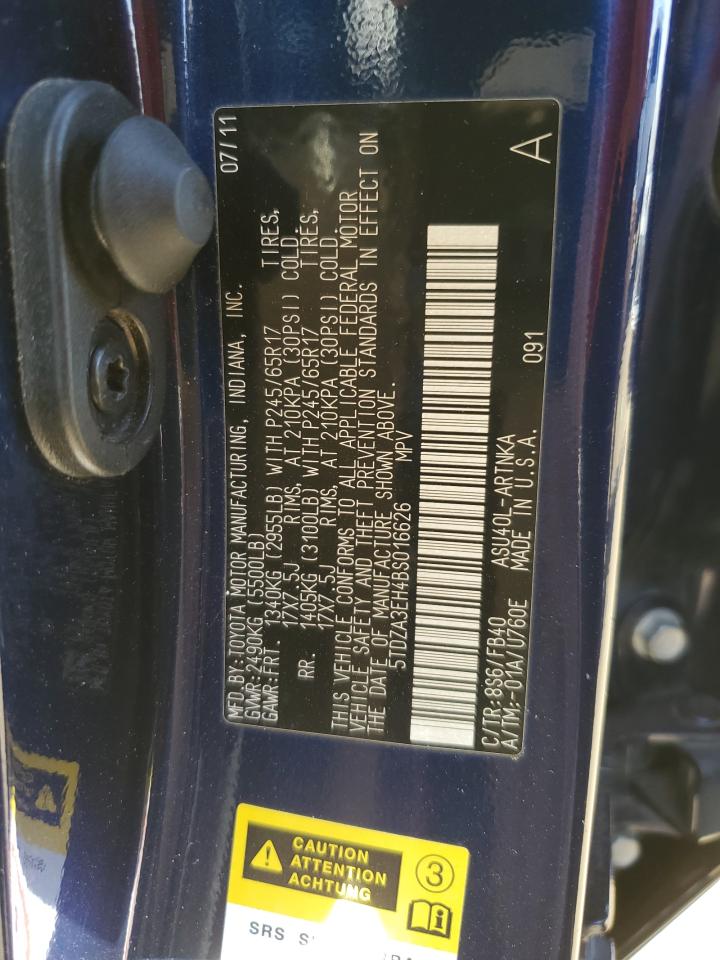 MFD.BY:TOYOTA MOTOR MANUFACTURING, INDIANA, INC. 07/11
GVWR:2490KG (5500LB)
GAWR:FRT. 1340KG (2955LB) WITH P245/65R17 TIRES,
17X7.5J RIMS, AT 210KPA (30PSI) COLD.
RR. 1405KG (3100LB) WITH P245/65R17 TIRES,
17X7.5J RIMS, AT 210KPA (30PSI) COLD.
THIS VEHICLE CONFORMS TO ALL APPLICABLE FEDERAL MOTOR
VEHICLE SAFETY AND THEFT PREVENTION STANDARDS IN EFFECT ON
THE DATE OF MANUFACTURE SHOWN ABOVE.
5TDZA3EH4BS016626 MPV
C/TR:8S6/FB40 ASU40L-ARTNKA 091 A
A/TM:-01A/U760E MADE IN U.S.A.
CAUTION
ATTENTION
ACHTUNG
3
SRS